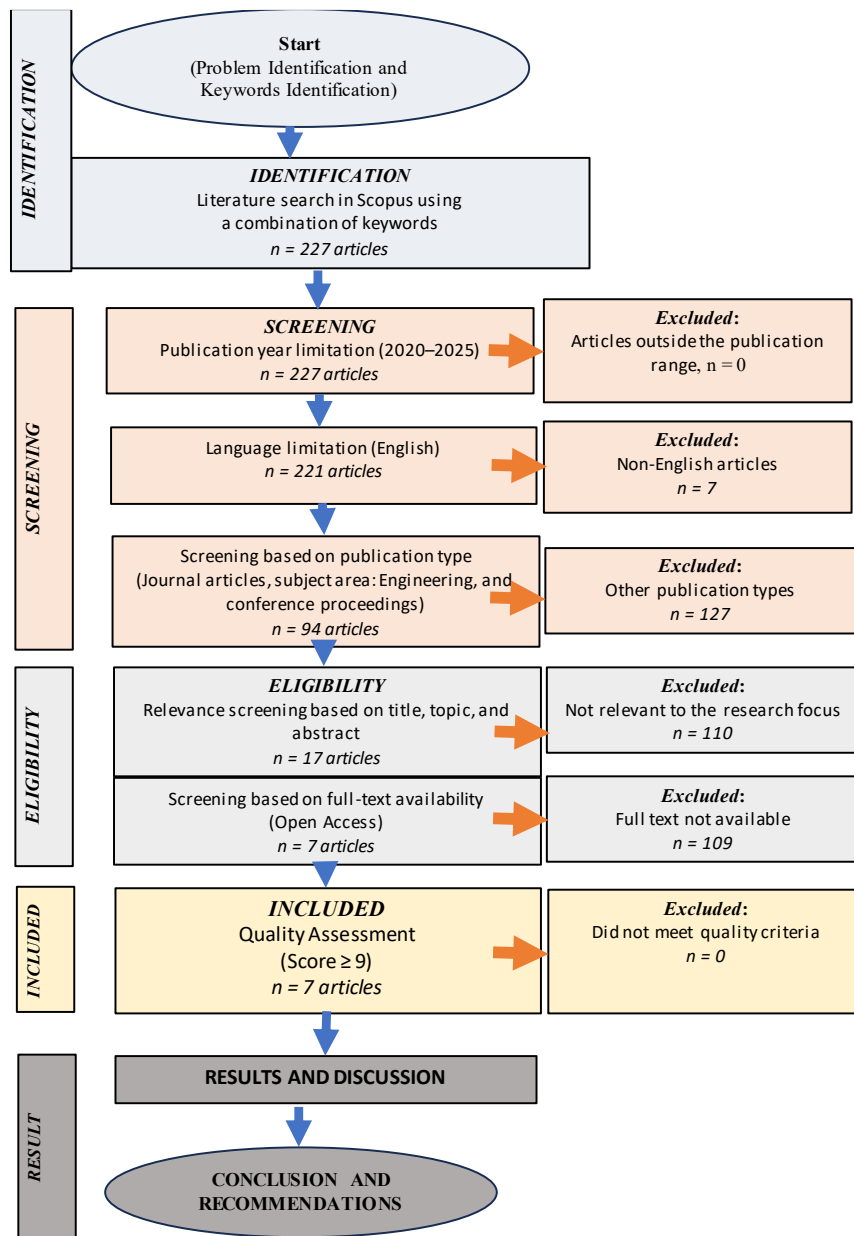 IDENTIFICATION
Start
(Problem Identification and
Keywords Identification)
IDENTIFICATION
Literature search in Scopus using
a combination of keywords
n = 227 articles
SCREENING
SCREENING
Publication year limitation (2020–2025)
n = 227 articles
Excluded:
Articles outside the publication
range, n = 0
Language limitation (English)
n = 221 articles
Excluded:
Non-English articles
n = 7
Screening based on publication type
(Journal articles, subject area: Engineering, and
conference proceedings)
n = 94 articles
Excluded:
Other publication types
n = 127
ELIGIBILITY
ELIGIBILITY
Relevance screening based on title, topic, and
abstract
n = 17 articles
Excluded:
Not relevant to the research focus
n = 110
Screening based on full-text availability
(Open Access)
n = 7 articles
Excluded:
Full text not available
n = 109
INCLUDED
INCLUDED
Quality Assessment
(Score ≥ 9)
n = 7 articles
Excluded:
Did not meet quality criteria
n = 0
RESULT
RESULTS AND DISCUSSION
CONCLUSION AND
RECOMMENDATIONS